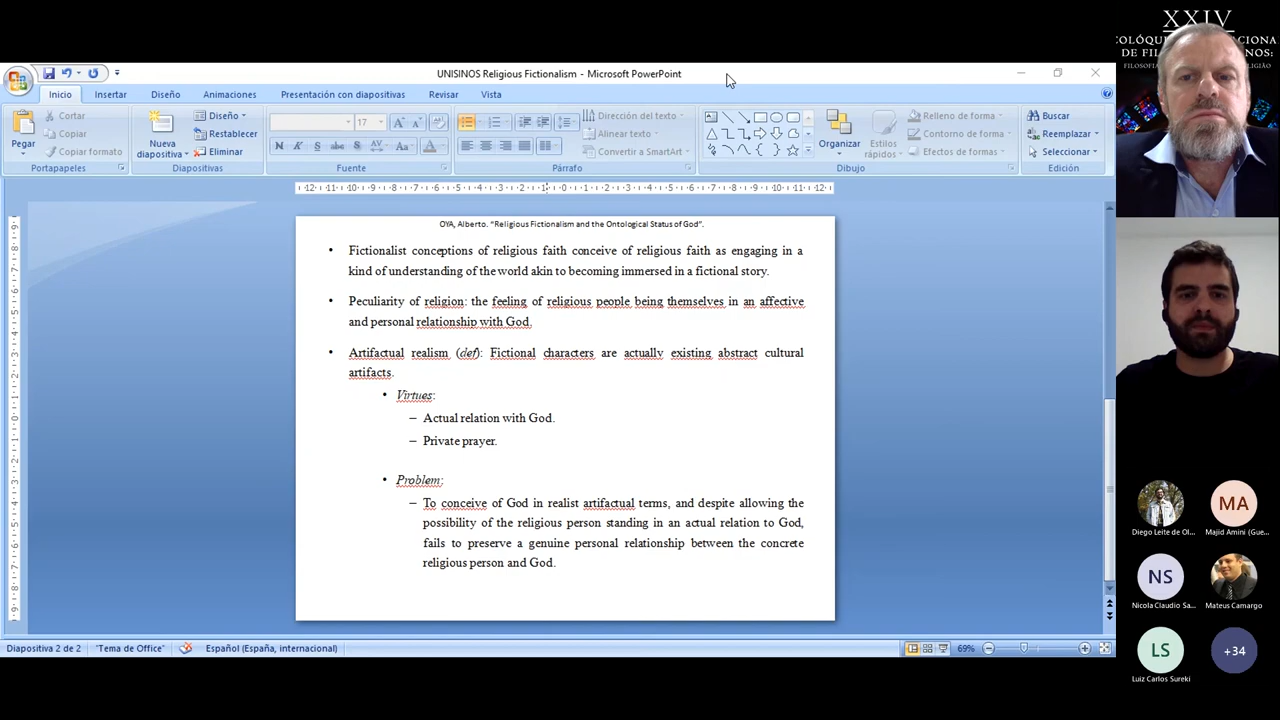 XXIV
COLÓQUI
ACIONA
DE FIL
INOS:
FILOSOFIA
LIGIÃO
UNISINOS Religious Fictionalism - Microsoft PowerPoint
Inicio Insertar Diseño Animaciones Presentación con diapositivas Revisar Vista
Pegar
Cortar
Copiar
Copiar formato
Portapapeles
Nueva
diapositiva
Diseño
Restablecer
Eliminar
Diapositivas
17
Fuente
Dirección del texto
Alinear texto
Convertir a SmartArt
Párrafo
Organizar
Estilos
rápidos
Relleno de forma
Contorno de forma
Efectos de formas
Dibujo
Buscar
Reemplazar
Seleccionar
Edición
OYA, Alberto. “Religious Fictionalism and the Ontological Status of God”.
• Fictionalist conceptions of religious faith conceive of religious faith as engaging in a
kind of understanding of the world akin to becoming immersed in a fictional story.
• Peculiarity of religion: the feeling of religious people being themselves in an affective
and personal relationship with God.
• Artifactual realism (def): Fictional characters are actually existing abstract cultural
artifacts.
• Virtues:
– Actual relation with God.
– Private prayer.
• Problem:
– To conceive of God in realist artifactual terms, and despite allowing the
possibility of the religious person standing in an actual relation to God,
fails to preserve a genuine personal relationship between the concrete
religious person and God.
Diapositiva 2 de 2 "Tema de Office" Español (España, internacional) 69%
MA
Diego Leite de Ol... Majid Amini (Gue...
NS
Nicola Claudio Sa... Mateus Camargo
LS +34
Luiz Carlos Sureki